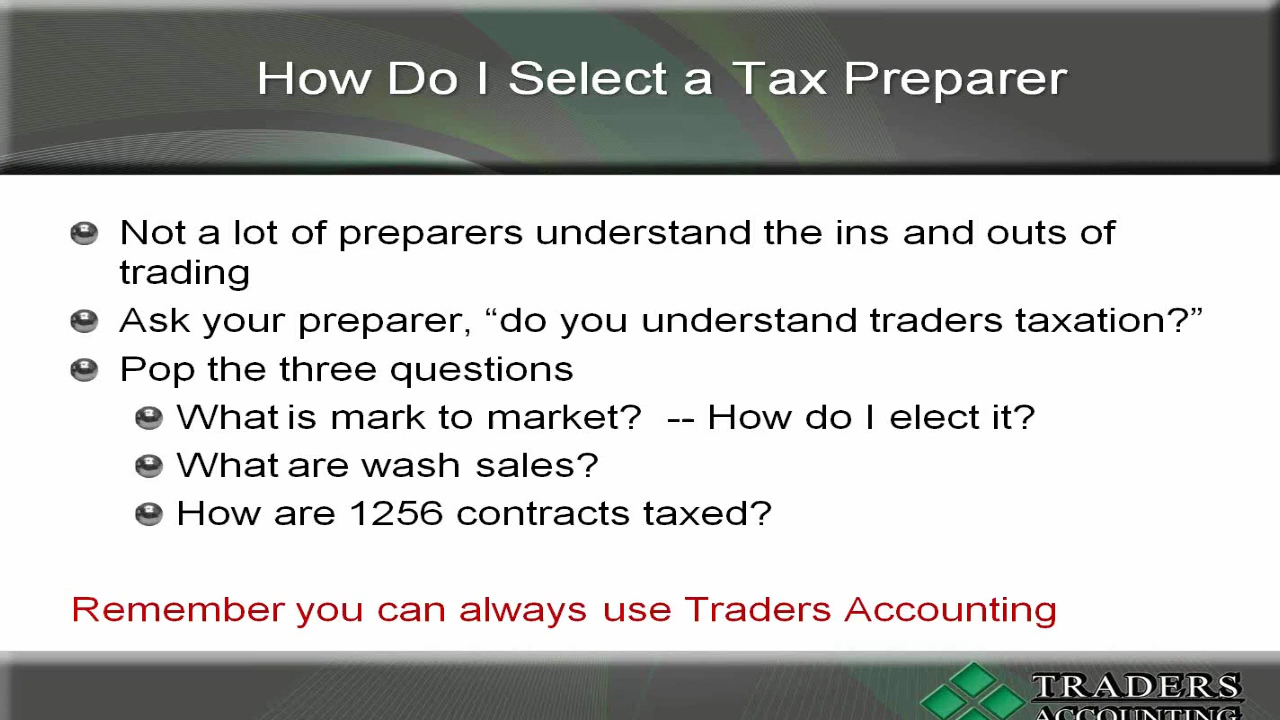 How Do I Select a Tax Preparer
Not a lot of preparers understand the ins and outs of
trading
Ask your preparer, “do you understand traders taxation?”
Pop the three questions
What is mark to market?  -- How do I elect it?
What are wash sales?
How are 1256 contracts taxed?
Remember you can always use Traders Accounting
TRADERS
ACCOUNTING